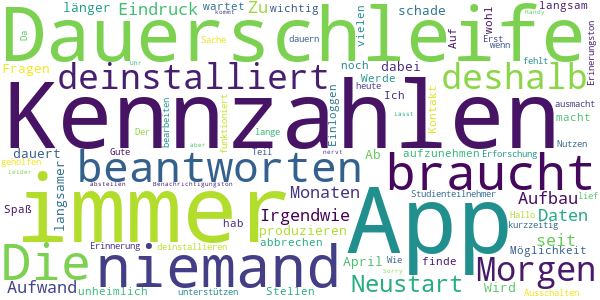 länger Eindruck wartet Zu kommt wichtig vielen schade Auf wohl langsam
Da Dauerschleife Sache dauern Erst wenn Handy fehlt Erinerungston
Fragen deinstalliert Uhr noch dabei Werde Ich deshalb ausmacht macht
Kennzahlen heute Einloggen Kontakt Nutzen
Der bearbeiten funktioniert lange Teil
dauert Gute aber Ab aufzunehmen Erforschung
geholfen beantworten nervt Lässt braucht
Leider langsamer abstellen Benachrichtigungston Monaten Studienteilnehmer
immer App Aufbau lief
Spaß hab Irgendwie Hallo Daten
Die Erinnerung niemand produzieren seit kurzzeitig
deinstallieren abbrechen April Wie finde Morgen Möglichkeit
Aufwand unheimlich unterstützen Stellen Sorry Neustart Wird Ausschalten